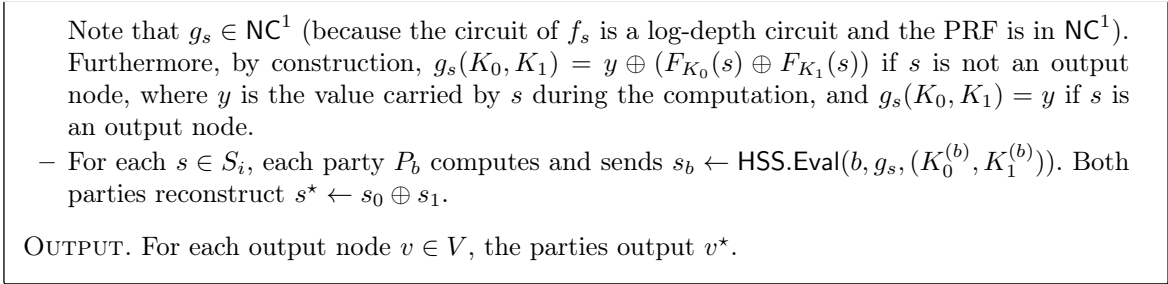 Note that g_s ∈ NC^1 (because the circuit of f_s is a log-depth circuit and the PRF is in NC^1).
Furthermore, by construction, g_s(K_0, K_1) = y ⊕ (F_{K_0}(s) ⊕ F_{K_1}(s)) if s is not an output
node, where y is the value carried by s during the computation, and g_s(K_0, K_1) = y if s is
an output node.
– For each s ∈ S_i, each party P_b computes and sends s_b ← HSS.Eval(b, g_s, (K_0^{(b)}, K_1^{(b)})). Both
parties reconstruct s^⋆ ← s_0 ⊕ s_1.
OUTPUT. For each output node v ∈ V, the parties output v^⋆.